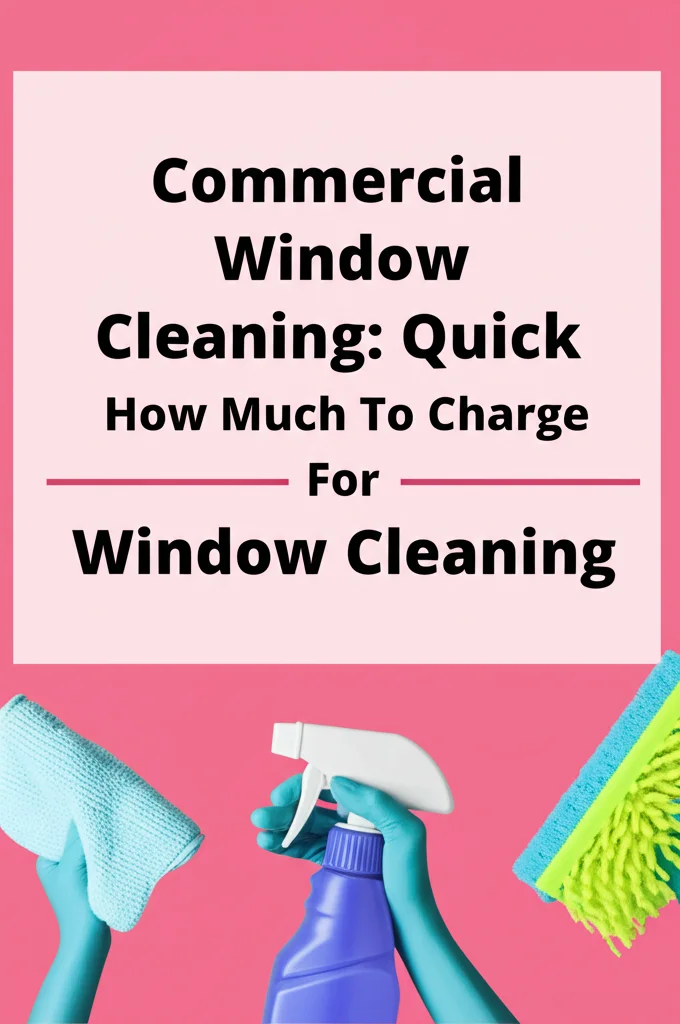 Commercial
Window
Cleaning: Quick
How Much To Charge
For
Window Cleaning